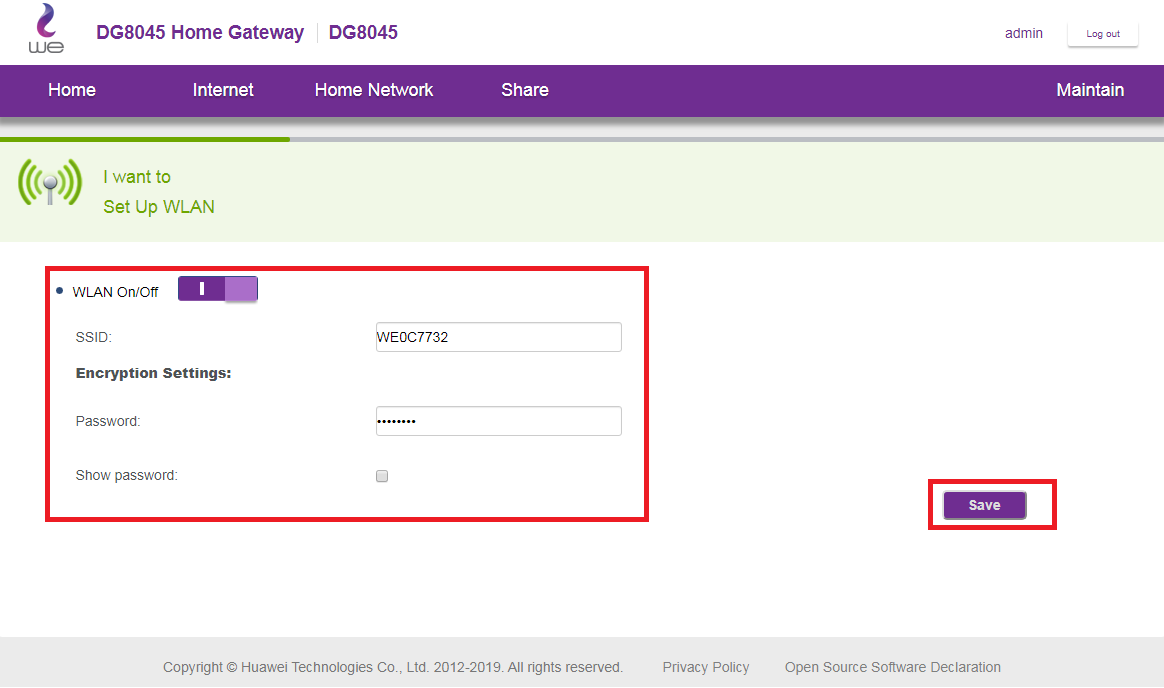 we
DG8045 Home Gateway | DG8045
admin
Log out
Home Internet Home Network Share Maintain
I want to
Set Up WLAN
WLAN On/Off
SSID: WE0C7732
Encryption Settings:
Password: ••••••••
Show password:
Save
Copyright © Huawei Technologies Co., Ltd. 2012-2019. All rights reserved. Privacy Policy Open Source Software Declaration